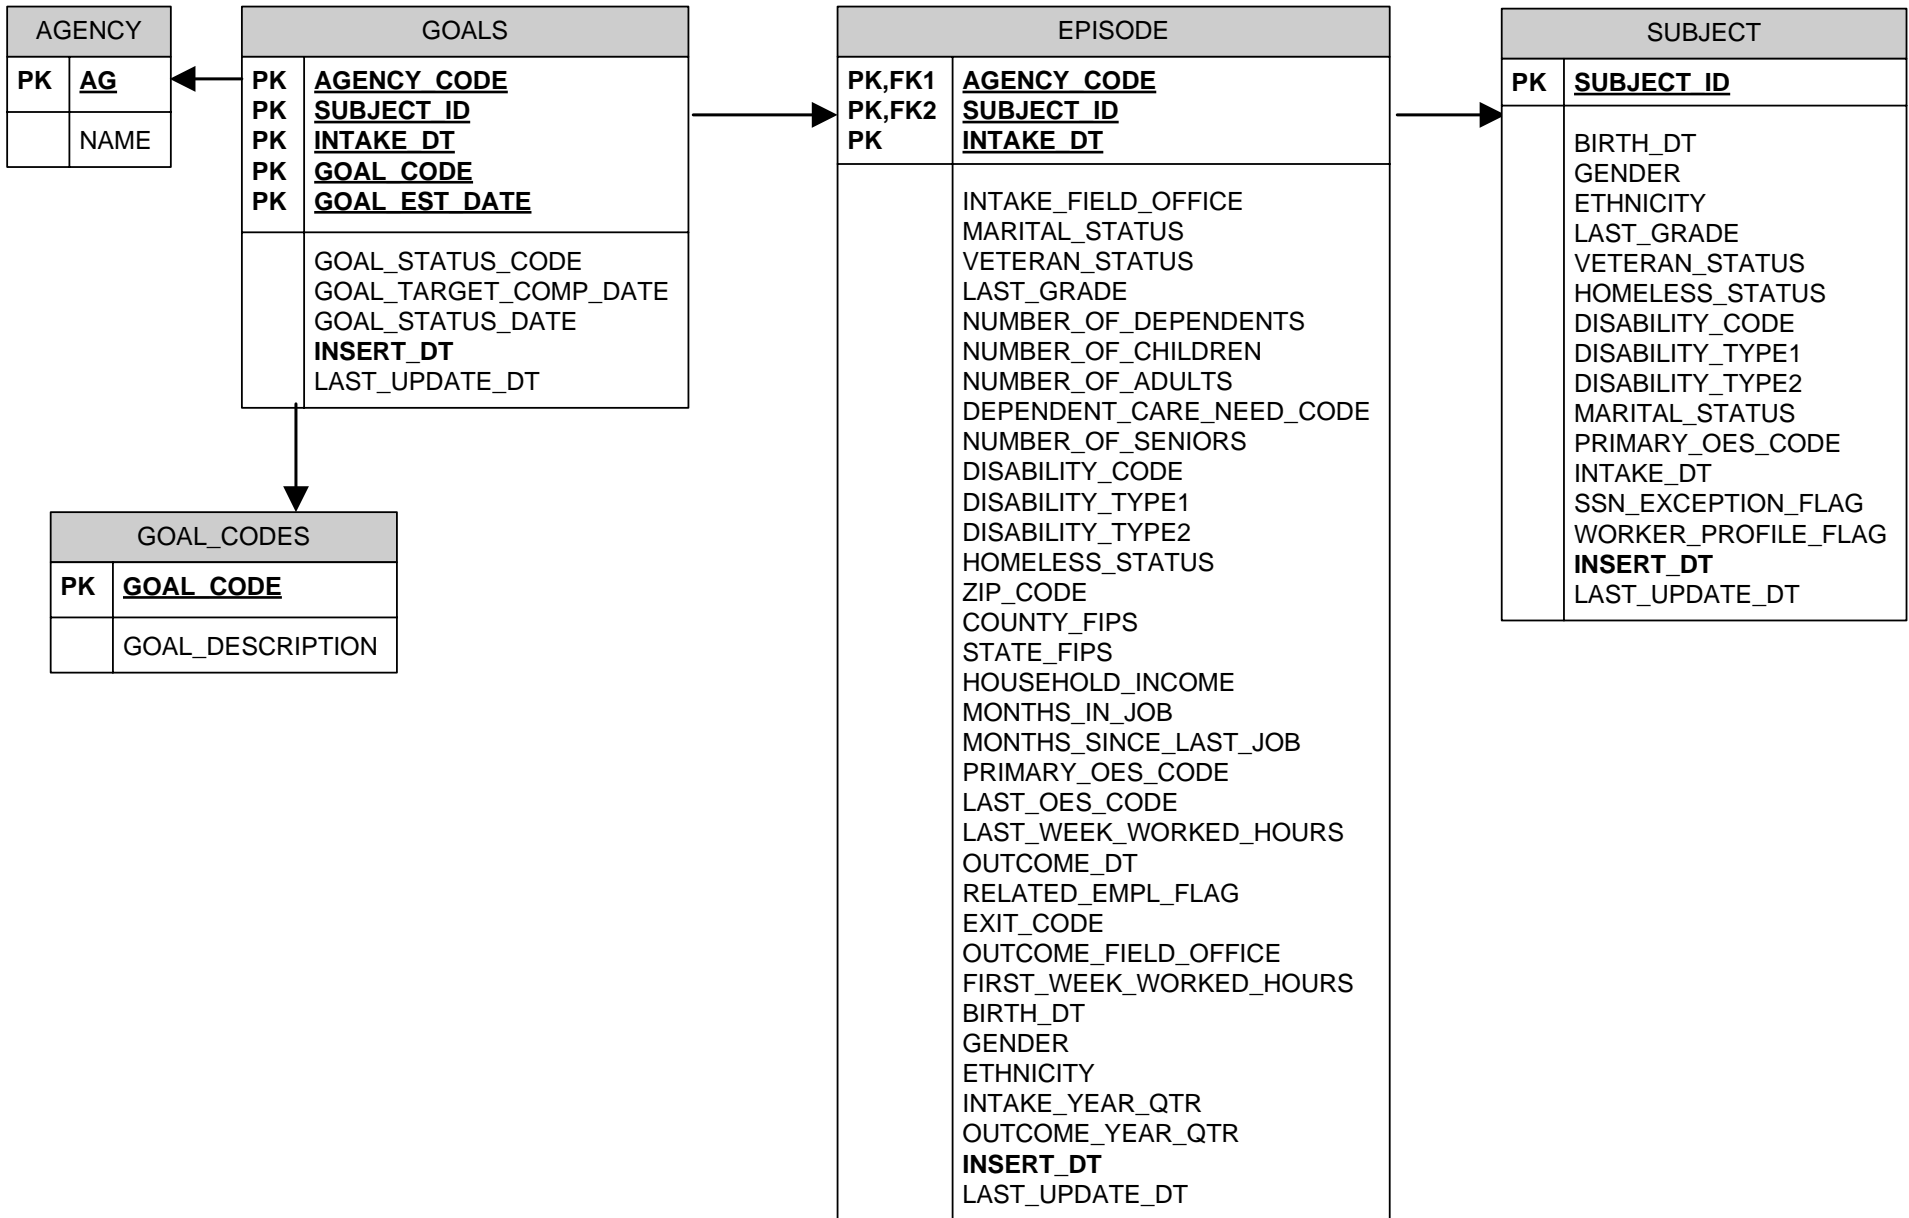 AGENCY
PK AG
NAME
GOALS
PK AGENCY_CODE
PK SUBJECT_ID
PK INTAKE_DT
PK GOAL_CODE
PK GOAL_EST_DATE
GOAL_STATUS_CODE
GOAL_TARGET_COMP_DATE
GOAL_STATUS_DATE
INSERT_DT
LAST_UPDATE_DT
GOAL_CODES
PK GOAL_CODE
GOAL_DESCRIPTION
EPISODE
PK,FK1 AGENCY_CODE
PK,FK2 SUBJECT_ID
PK INTAKE_DT
INTAKE_FIELD_OFFICE
MARITAL_STATUS
VETERAN_STATUS
LAST_GRADE
NUMBER_OF_DEPENDENTS
NUMBER_OF_CHILDREN
NUMBER_OF_ADULTS
DEPENDENT_CARE_NEED_CODE
NUMBER_OF_SENIORS
DISABILITY_CODE
DISABILITY_TYPE1
DISABILITY_TYPE2
HOMELESS_STATUS
ZIP_CODE
COUNTY_FIPS
STATE_FIPS
HOUSEHOLD_INCOME
MONTHS_IN_JOB
MONTHS_SINCE_LAST_JOB
PRIMARY_OES_CODE
LAST_OES_CODE
LAST_WEEK_WORKED_HOURS
OUTCOME_DT
RELATED_EMPL_FLAG
EXIT_CODE
OUTCOME_FIELD_OFFICE
FIRST_WEEK_WORKED_HOURS
BIRTH_DT
GENDER
ETHNICITY
INTAKE_YEAR_QTR
OUTCOME_YEAR_QTR
INSERT_DT
LAST_UPDATE_DT
SUBJECT
PK SUBJECT_ID
BIRTH_DT
GENDER
ETHNICITY
LAST_GRADE
VETERAN_STATUS
HOMELESS_STATUS
DISABILITY_CODE
DISABILITY_TYPE1
DISABILITY_TYPE2
MARITAL_STATUS
PRIMARY_OES_CODE
INTAKE_DT
SSN_EXCEPTION_FLAG
WORKER_PROFILE_FLAG
INSERT_DT
LAST_UPDATE_DT